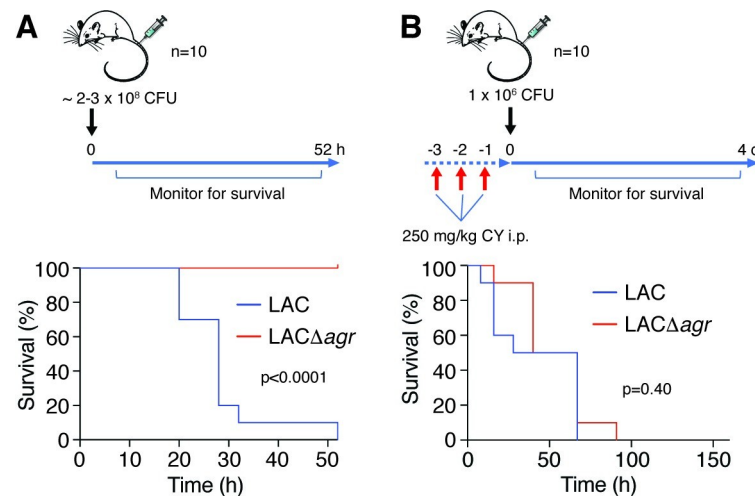 A
n=10
~ 2-3 x 10⁸ CFU
0
52 h
Monitor for survival
100
80
60
40
20
0
Survival (%)
LAC
LACΔagr
p<0.0001
0 10 20 30 40 50
Time (h)
B
n=10
1 x 10⁶ CFU
-3 -2 -1 0
4 d
Monitor for survival
250 mg/kg CY i.p.
100
80
60
40
20
0
Survival (%)
LAC
LACΔagr
p=0.40
0 50 100 150
Time (h)